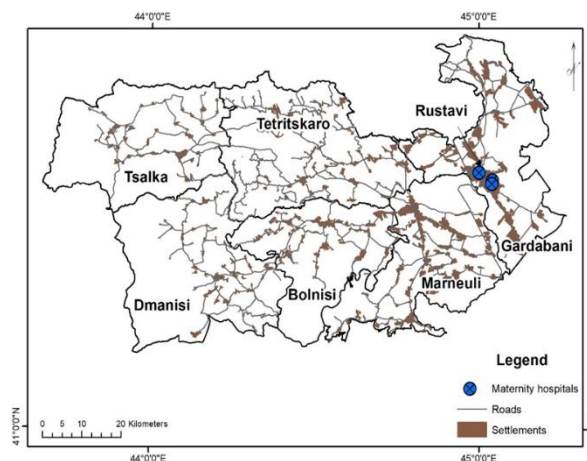 44°0'0"E
45°0'0"E
Rustavi
Tetritskaro
Tsalka
Gardabani
Marneuli
Dmanisi
Bolnisi
Legend
Maternity hospitals
Roads
Settlements
0 5 10 20 Kilometers
41°0'0"N
44°0'0"E
45°0'0"E